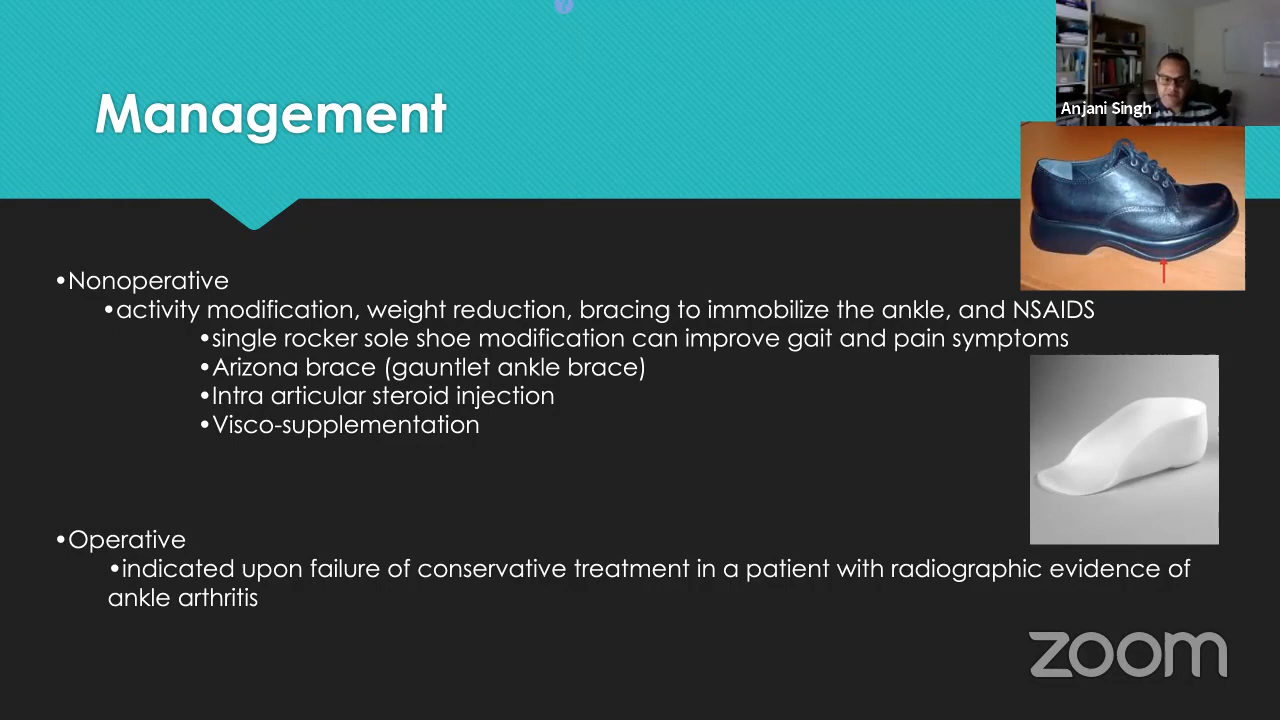 Anjani Singh
Management
•Nonoperative
•activity modification, weight reduction, bracing to immobilize the ankle, and NSAIDS
•single rocker sole shoe modification can improve gait and pain symptoms
•Arizona brace (gauntlet ankle brace)
•Intra articular steroid injection
•Visco-supplementation
•Operative
•indicated upon failure of conservative treatment in a patient with radiographic evidence of
ankle arthritis
zoom